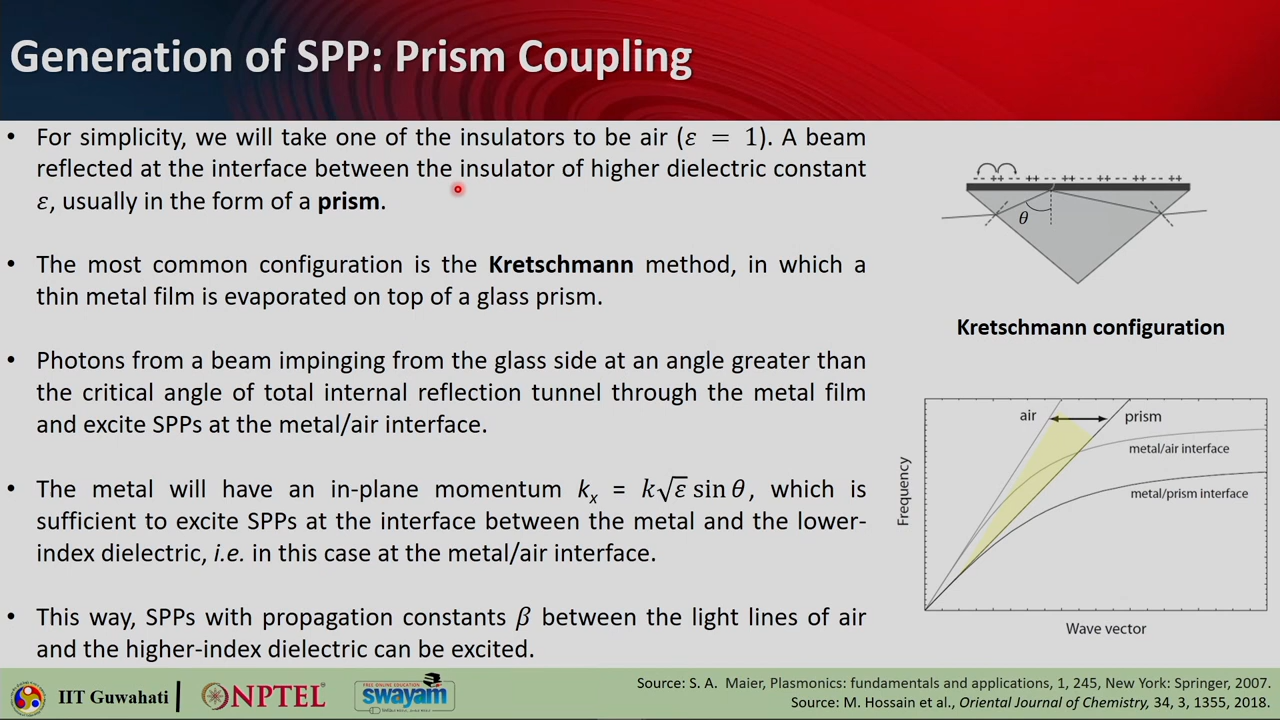 Generation of SPP: Prism Coupling
• For simplicity, we will take one of the insulators to be air (ε = 1). A beam
reflected at the interface between the insulator of higher dielectric constant
ε, usually in the form of a prism.
• The most common configuration is the Kretschmann method, in which a
thin metal film is evaporated on top of a glass prism.
• Photons from a beam impinging from the glass side at an angle greater than
the critical angle of total internal reflection tunnel through the metal film
and excite SPPs at the metal/air interface.
• The metal will have an in-plane momentum kₓ = k√ε sin θ, which is
sufficient to excite SPPs at the interface between the metal and the lower-
index dielectric, i.e. in this case at the metal/air interface.
• This way, SPPs with propagation constants β between the light lines of air
and the higher-index dielectric can be excited.
++ ++ ++ ++ ++ ++
θ
Kretschmann configuration
air
prism
metal/air interface
metal/prism interface
Frequency
Wave vector
IIT Guwahati
NPTEL
FREE ONLINE EDUCATION
swayam
Source: S. A. Maier, Plasmonics: fundamentals and applications, 1, 245, New York: Springer, 2007.
Source: M. Hossain et al., Oriental Journal of Chemistry, 34, 3, 1355, 2018.